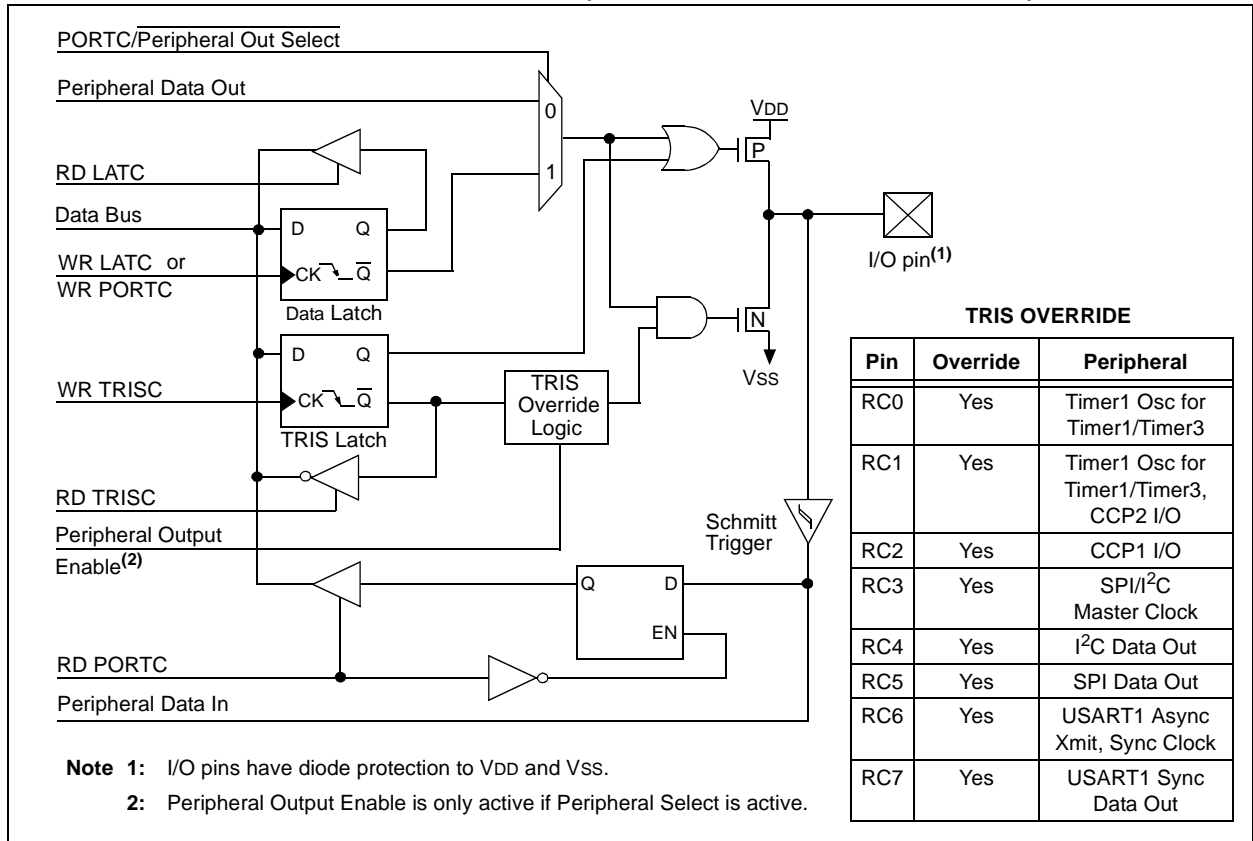 PORTC/Peripheral Out Select
Peripheral Data Out
RD LATC
Data Bus
WR LATC or
WR PORTC
D Q
CK Q
Data Latch
WR TRISC
D Q
CK Q
TRIS Latch
RD TRISC
Peripheral Output
Enable(2)
RD PORTC
Peripheral Data In
0
1
TRIS
Override
Logic
VDD
P
N
VSS
I/O pin(1)
Schmitt
Trigger
Q D
EN
TRIS OVERRIDE
Pin Override Peripheral
RC0 Yes Timer1 Osc for
Timer1/Timer3
RC1 Yes Timer1 Osc for
Timer1/Timer3,
CCP2 I/O
RC2 Yes CCP1 I/O
RC3 Yes SPI/I2C
Master Clock
RC4 Yes I2C Data Out
RC5 Yes SPI Data Out
RC6 Yes USART1 Async
Xmit, Sync Clock
RC7 Yes USART1 Sync
Data Out
Note 1: I/O pins have diode protection to VDD and VSS.
2: Peripheral Output Enable is only active if Peripheral Select is active.